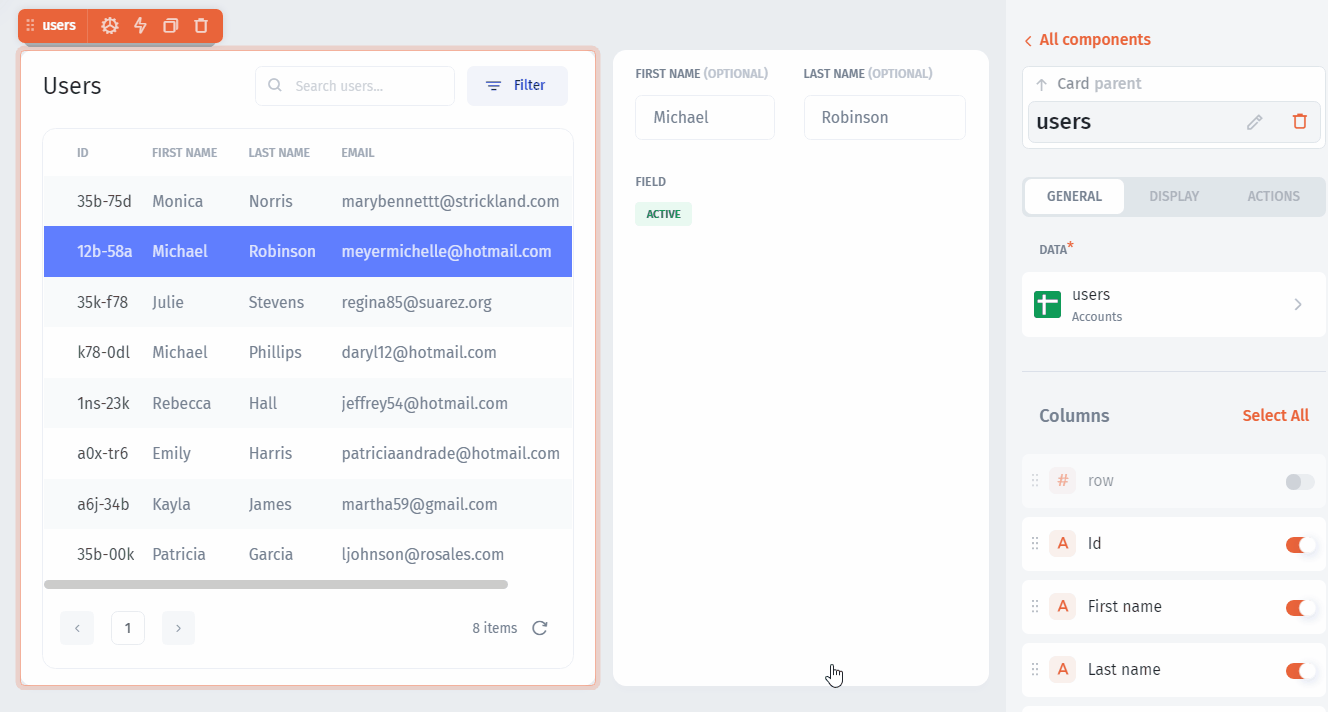 users
Users
Search users...
Filter
ID FIRST NAME LAST NAME EMAIL
35b-75d Monica Norris marybennettt@strickland.com
12b-58a Michael Robinson meyermichelle@hotmail.com
35k-f78 Julie Stevens regina85@suarez.org
k78-0dl Michael Phillips daryl12@hotmail.com
1ns-23k Rebecca Hall jeffrey54@hotmail.com
a0x-tr6 Emily Harris patriciaandrade@hotmail.com
a6j-34b Kayla James martha59@gmail.com
35b-00k Patricia Garcia ljohnson@rosales.com
1
8 items
FIRST NAME (OPTIONAL) LAST NAME (OPTIONAL)
Michael Robinson
FIELD
ACTIVE
All components
Card parent
users
GENERAL DISPLAY ACTIONS
DATA*
users
Accounts
Columns Select All
# row
A Id
A First name
A Last name